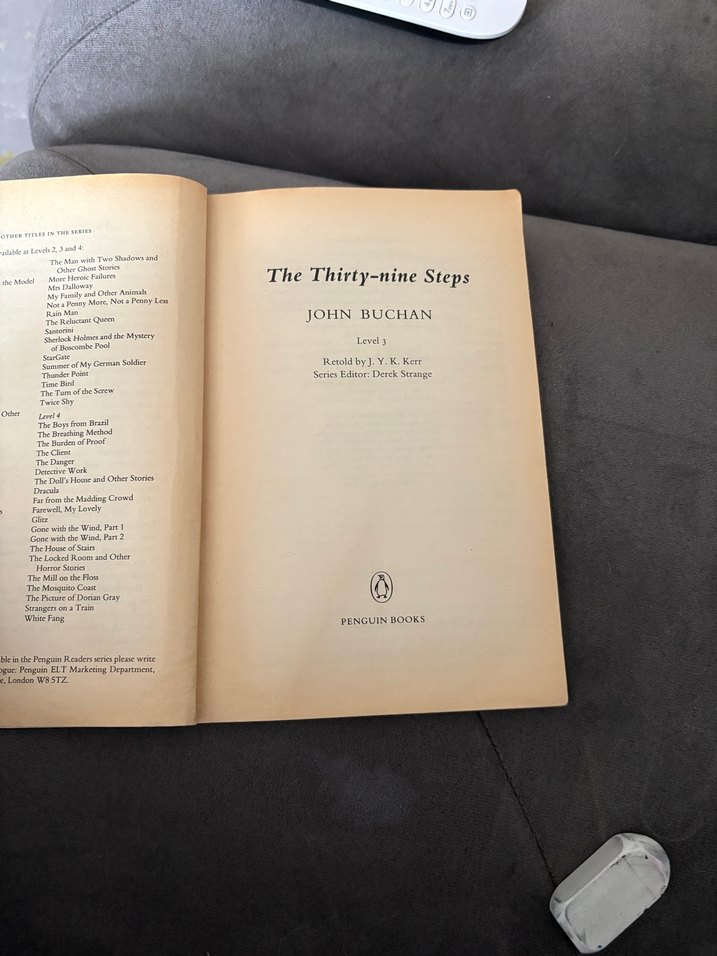 OTHER TITLES IN THE SERIES
ailable at Levels 2, 3 and 4:
The Man with Two Shadows and
Other Ghost Stories
the Model
More Heroic Failures
Mrs Dalloway
My Family and Other Animals
Not a Penny More, Not a Penny Less
Rain Man
The Reluctant Queen
Santorini
Sherlock Holmes and the Mystery
of Boscombe Pool
StarGate
Summer of My German Soldier
Thunder Point
Time Bird
The Turn of the Screw
Twice Shy
Other
Level 4
The Boys from Brazil
The Breathing Method
The Burden of Proof
The Client
The Danger
Detective Work
The Doll's House and Other Stories
Dracula
Far from the Madding Crowd
Farewell, My Lovely
Glitz
Gone with the Wind, Part 1
Gone with the Wind, Part 2
The House of Stairs
The Locked Room and Other
Horror Stories
The Mill on the Floss
The Mosquito Coast
The Picture of Dorian Gray
Strangers on a Train
White Fang
ble in the Penguin Readers series please write
ogue: Penguin ELT Marketing Department,
e, London W8 5TZ.
The Thirty-nine Steps
JOHN BUCHAN
Level 3
Retold by J. Y. K. Kerr
Series Editor: Derek Strange
PENGUIN BOOKS